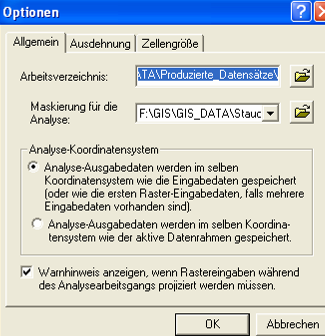 Optionen
Allgemein
Ausdehnung
Zellengröße
Arbeitsverzeichnis:
\TA\Produzierte_Datensätze\
Maskierung für die
Analyse:
F:\GIS\GIS_DATA\Stauc
Analyse-Koordinatensystem
Analyse-Ausgabedaten werden im selben
Koordinatensystem wie die Eingabedaten gespeichert
(oder wie die ersten Raster-Eingabedaten, falls mehrere
Eingabedaten vorhanden sind).
Analyse-Ausgabedaten werden im selben Koordina-
tensystem wie der aktive Datenrahmen gespeichert.
Warnhinweis anzeigen, wenn Rastereingaben während
des Analysearbeitsgangs projiziert werden müssen.
OK
Abbrechen